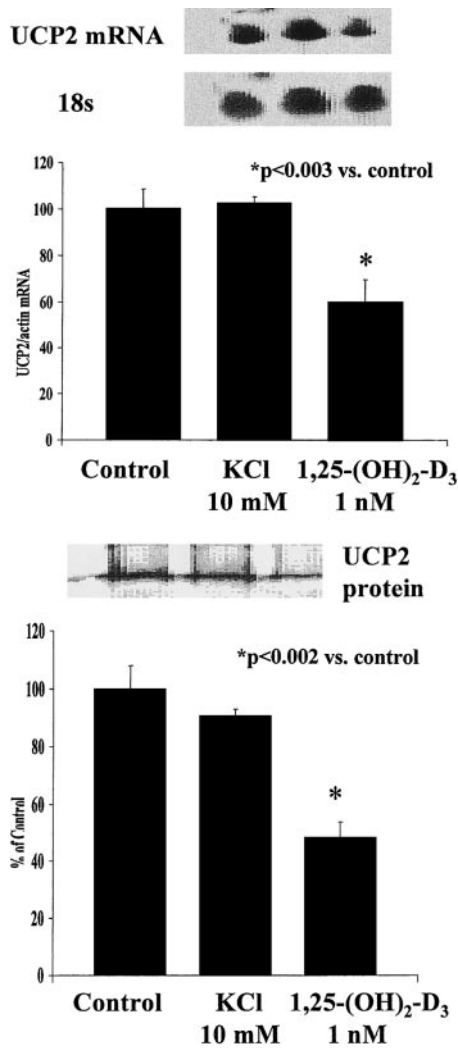 UCP2 mRNA
18s
*p<0.003 vs. control
120
100
80
60
40
20
0
UCP2/actin mRNA
*
Control KCl 1,25-(OH)₂-D₃
10 mM 1 nM
UCP2
protein
*p<0.002 vs. control
120
100
80
60
40
20
0
% of Control
*
Control KCl 1,25-(OH)₂-D₃
10 mM 1 nM